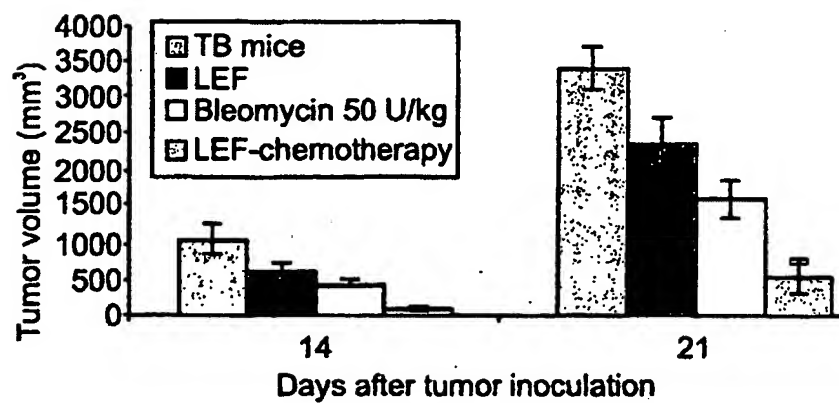 Tumor volume (mm³)
4000
3500
3000
2500
2000
1500
1000
500
0
TB mice
LEF
Bleomycin 50 U/kg
LEF-chemotherapy
14
21
Days after tumor inoculation